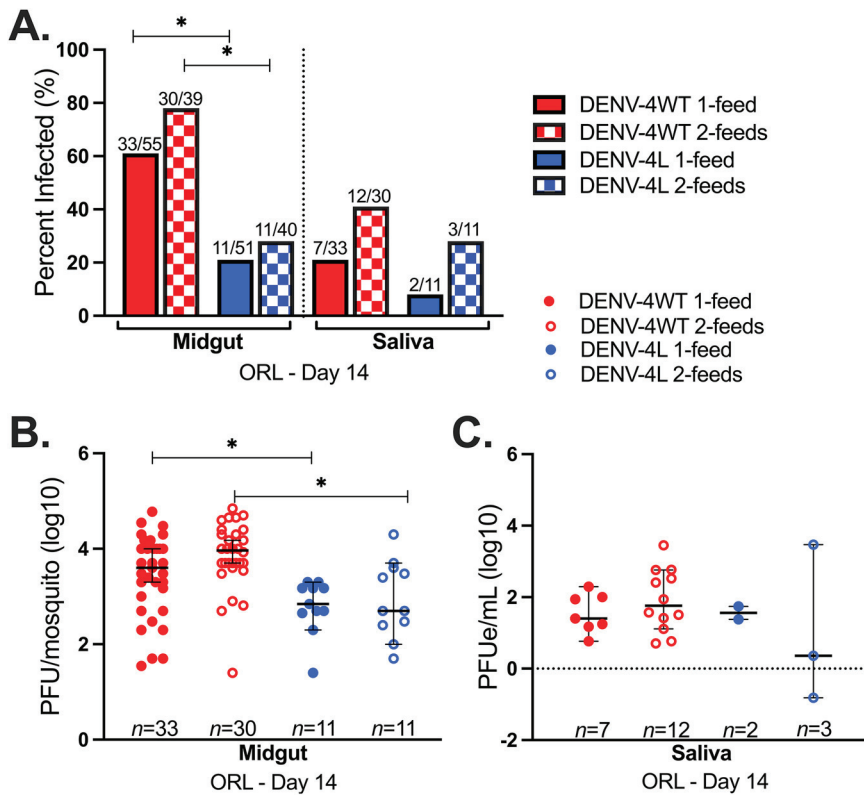 A.
*
*
100
80
60
40
20
0
Percent Infected (%)
33/55
30/39
11/51
11/40
7/33
12/30
2/11
3/11
Midgut
Saliva
ORL - Day 14
DENV-4WT 1-feed
DENV-4WT 2-feeds
DENV-4L 1-feed
DENV-4L 2-feeds
DENV-4WT 1-feed
DENV-4WT 2-feeds
DENV-4L 1-feed
DENV-4L 2-feeds
B.
*
*
6
4
2
0
PFU/mosquito (log10)
n=33
n=30
n=11
n=11
Midgut
ORL - Day 14
C.
6
4
2
0
-2
PFUe/mL (log10)
n=7
n=12
n=2
n=3
Saliva
ORL - Day 14